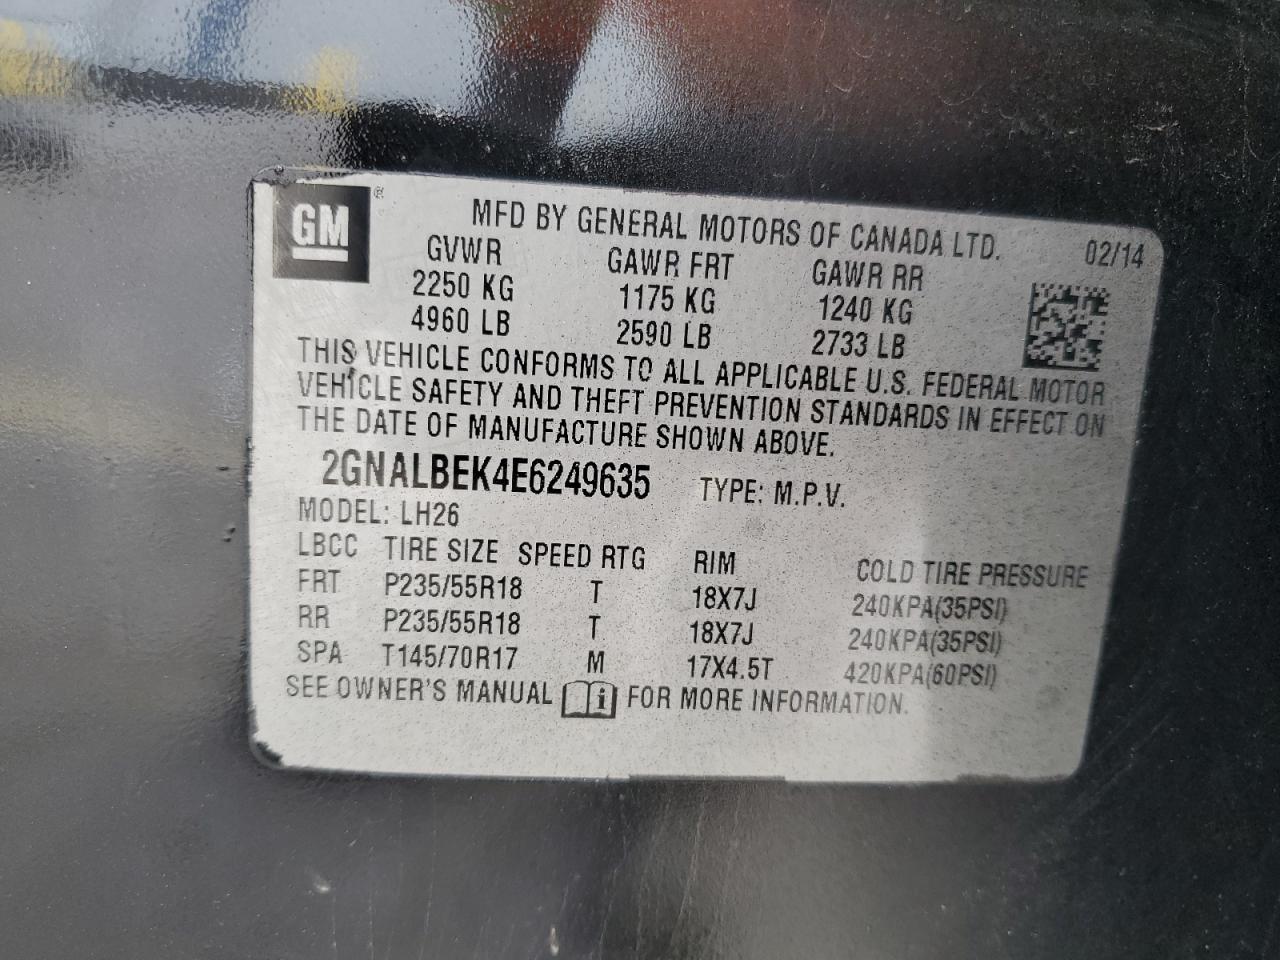 GM ®
MFD BY GENERAL MOTORS OF CANADA LTD. 02/14
GVWR GAWR FRT GAWR RR
2250 KG 1175 KG 1240 KG
4960 LB 2590 LB 2733 LB
THIS VEHICLE CONFORMS TO ALL APPLICABLE U.S. FEDERAL MOTOR
VEHICLE SAFETY AND THEFT PREVENTION STANDARDS IN EFFECT ON
THE DATE OF MANUFACTURE SHOWN ABOVE.
2GNALBEK4E6249635 TYPE: M.P.V.
MODEL: LH26
LBCC TIRE SIZE SPEED RTG RIM COLD TIRE PRESSURE
FRT P235/55R18 T 18X7J 240KPA(35PSI)
RR P235/55R18 T 18X7J 240KPA(35PSI)
SPA T145/70R17 M 17X4.5T 420KPA(60PSI)
SEE OWNER'S MANUAL i FOR MORE INFORMATION.